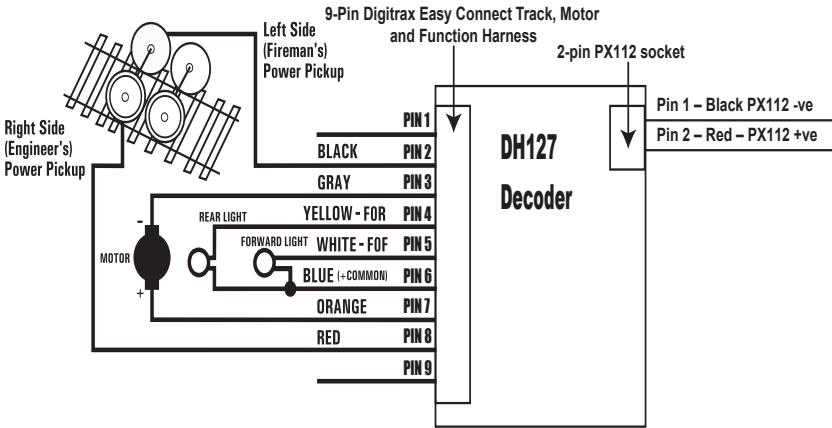 9-Pin Digitrax Easy Connect Track, Motor
and Function Harness
2-pin PX112 socket
Left Side
(Fireman's)
Power Pickup
Right Side
(Engineer's)
Power Pickup
PIN 1
BLACK PIN 2
GRAY PIN 3
YELLOW - FOR PIN 4
WHITE - FOF PIN 5
BLUE (+COMMON) PIN 6
ORANGE PIN 7
RED PIN 8
PIN 9
REAR LIGHT
FORWARD LIGHT
-
MOTOR
+
DH127
Decoder
Pin 1 – Black PX112 -ve
Pin 2 – Red – PX112 +ve